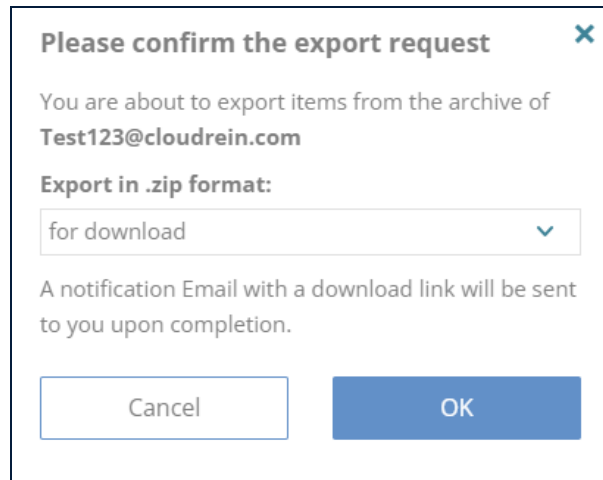 Please confirm the export request
You are about to export items from the archive of
Test123@cloudrein.com
Export in .zip format:
for download
A notification Email with a download link will be sent
to you upon completion.
Cancel
OK